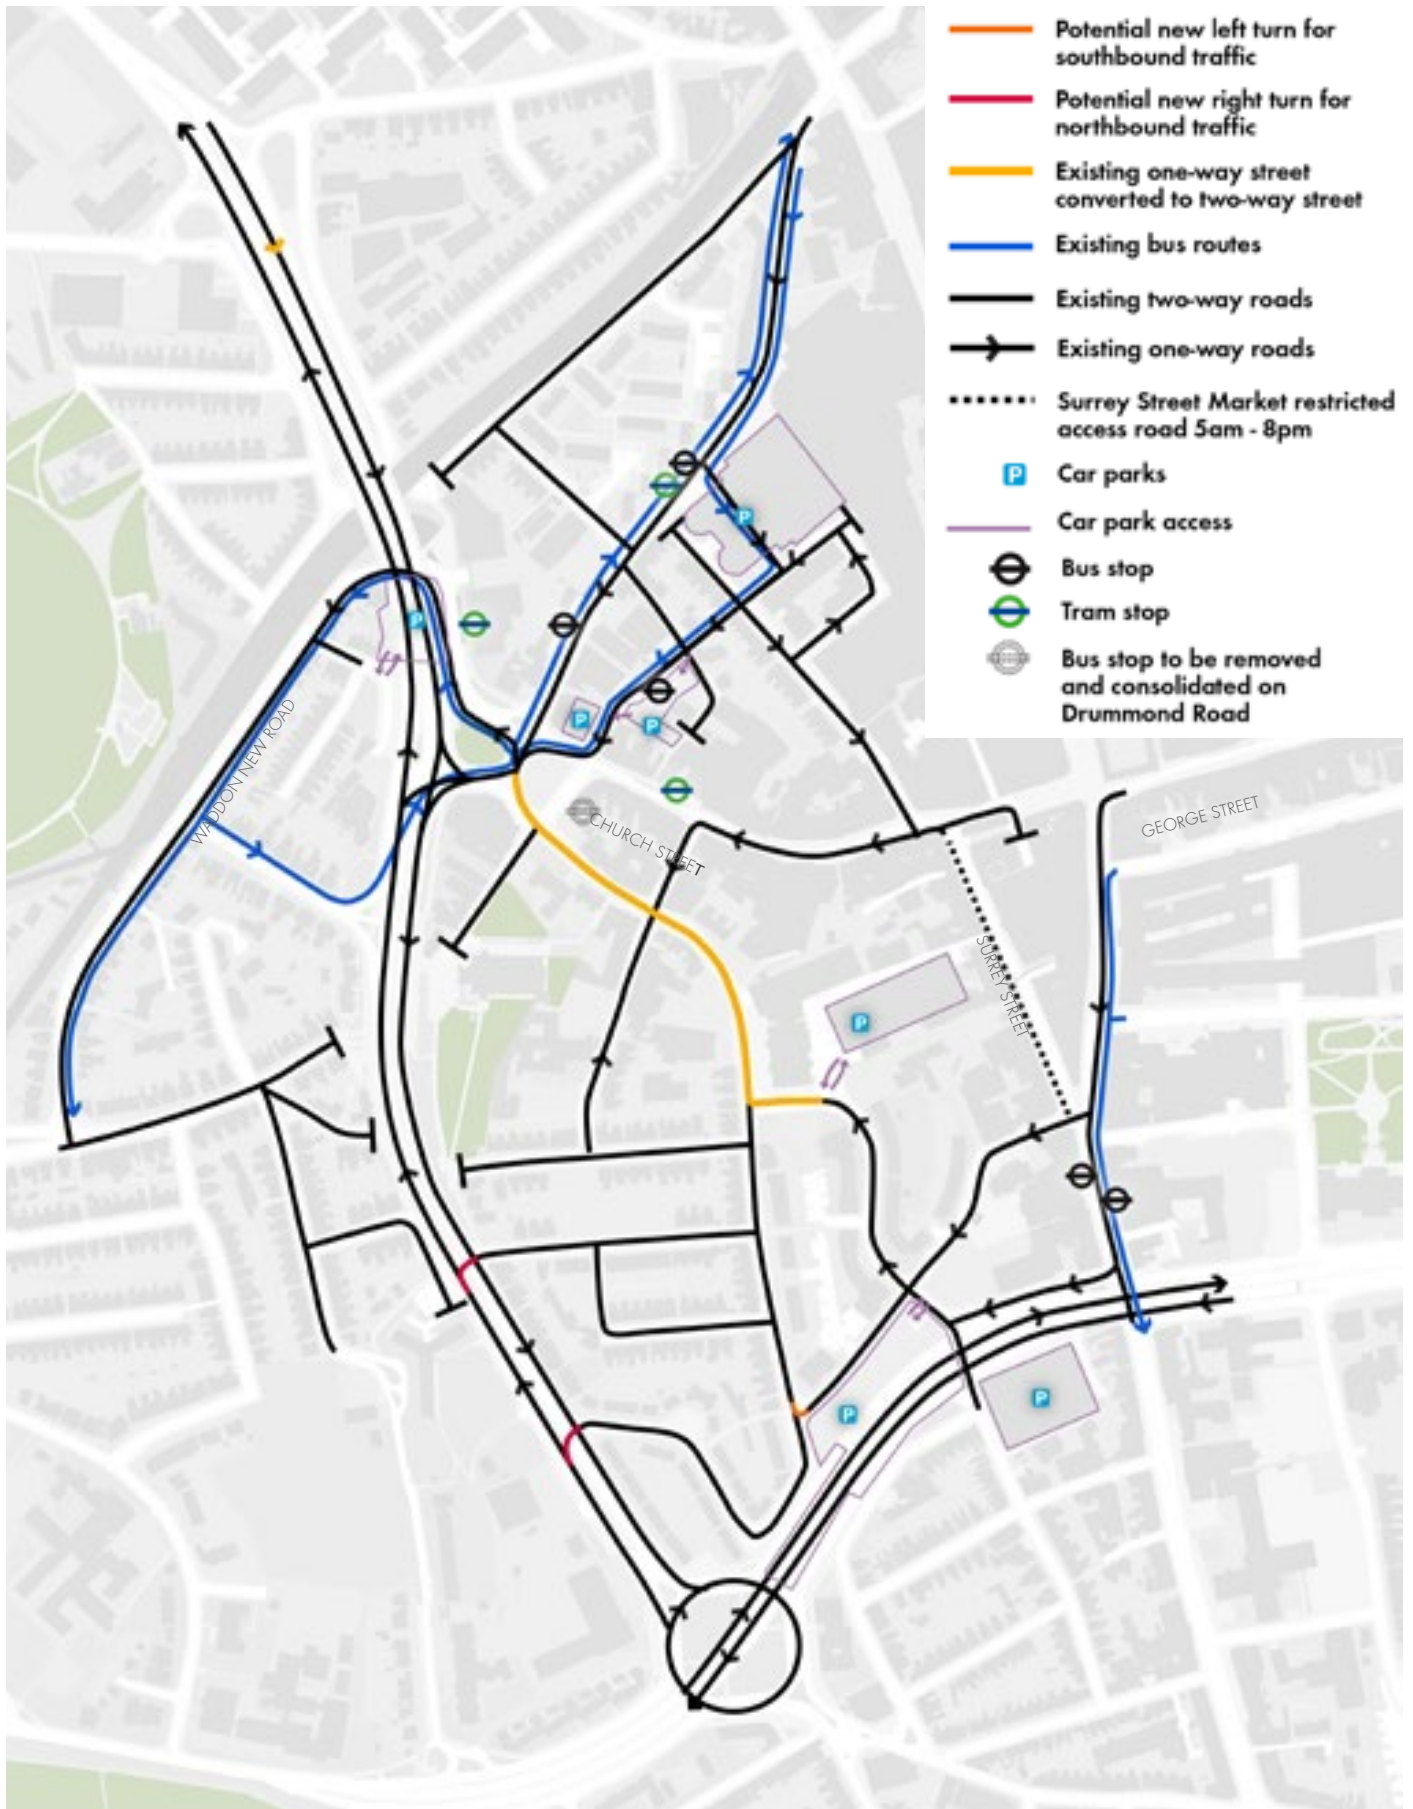 Potential new left turn for
southbound traffic
Potential new right turn for
northbound traffic
Existing one-way street
converted to two-way street
Existing bus routes
Existing two-way roads
Existing one-way roads
Surrey Street Market restricted
access road 5am - 8pm
P
Car parks
Car park access
Bus stop
Tram stop
Bus stop to be removed
and consolidated on
Drummond Road
P
P
P
P
WADDON NEW ROAD
CHURCH STREET
GEORGE STREET
SURREY STREET
P
P
P